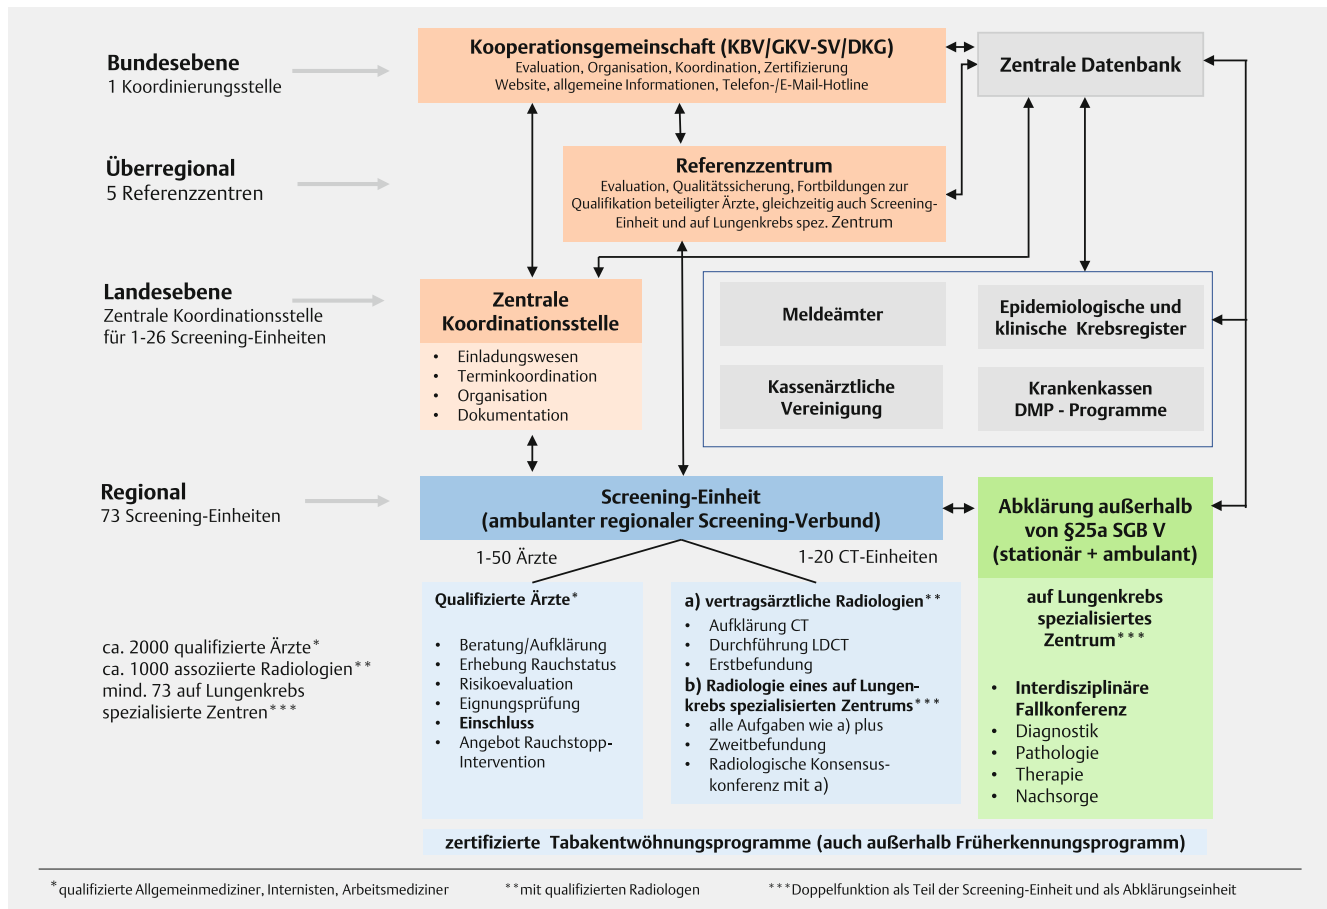 Bundesebene
1 Koordinierungsstelle
Kooperationsgemeinschaft (KBV/GKV-SV/DKG)
Evaluation, Organisation, Koordination, Zertifizierung
Website, allgemeine Informationen, Telefon-/E-Mail-Hotline
Zentrale Datenbank
Überregional
5 Referenzzentren
Referenzzentrum
Evaluation, Qualitätssicherung, Fortbildungen zur
Qualifikation beteiligter Ärzte, gleichzeitig auch Screening-
Einheit und auf Lungenkrebs spez. Zentrum
Landesebene
Zentrale Koordinationsstelle
für 1-26 Screening-Einheiten
Zentrale
Koordinationsstelle
• Einladungswesen
• Terminkoordination
• Organisation
• Dokumentation
Meldeämter
Epidemiologische und
klinische Krebsregister
Kassenärztliche
Vereinigung
Krankenkassen
DMP - Programme
Regional
73 Screening-Einheiten
Screening-Einheit
(ambulanter regionaler Screening-Verbund)
Abklärung außerhalb
von §25a SGB V
(stationär + ambulant)
1-50 Ärzte
1-20 CT-Einheiten
ca. 2000 qualifizierte Ärzte*
ca. 1000 assoziierte Radiologien**
mind. 73 auf Lungenkrebs
spezialisierte Zentren***
Qualifizierte Ärzte*
• Beratung/Aufklärung
• Erhebung Rauchstatus
• Risikoevaluation
• Eignungsprüfung
• Einschluss
• Angebot Rauchstopp-
Intervention
a) vertragsärztliche Radiologien**
• Aufklärung CT
• Durchführung LDCT
• Erstbefundung
b) Radiologie eines auf Lungen-
krebs spezialisierten Zentrums***
• alle Aufgaben wie a) plus
• Zweitbefundung
• Radiologische Konsensus-
konferenz mit a)
auf Lungenkrebs
spezialisiertes
Zentrum***
• Interdisziplinäre
Fallkonferenz
• Diagnostik
• Pathologie
• Therapie
• Nachsorge
zertifizierte Tabakentwöhnungsprogramme (auch außerhalb Früherkennungsprogramm)
*qualifizierte Allgemeinmediziner, Internisten, Arbeitsmediziner
**mit qualifizierten Radiologen
***Doppelfunktion als Teil der Screening-Einheit und als Abklärungseinheit